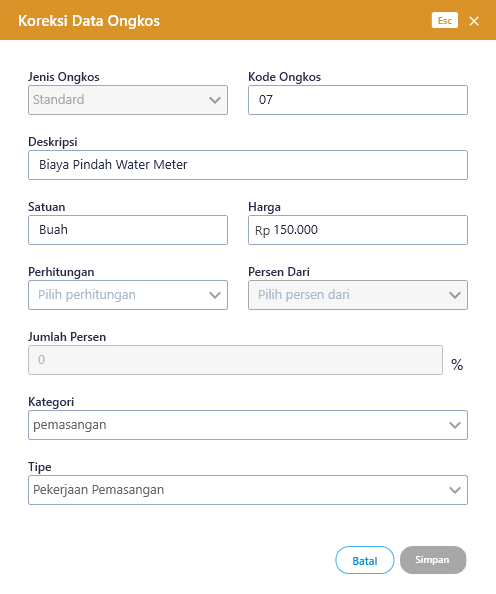 Koreksi Data Ongkos Esc
Jenis Ongkos Kode Ongkos
Standard 07
Deskripsi
Biaya Pindah Water Meter
Satuan Harga
Buah Rp 150.000
Perhitungan Persen Dari
Pilih perhitungan Pilih persen dari
Jumlah Persen
0 %
Kategori
pemasangan
Tipe
Pekerjaan Pemasangan
Batal Simpan